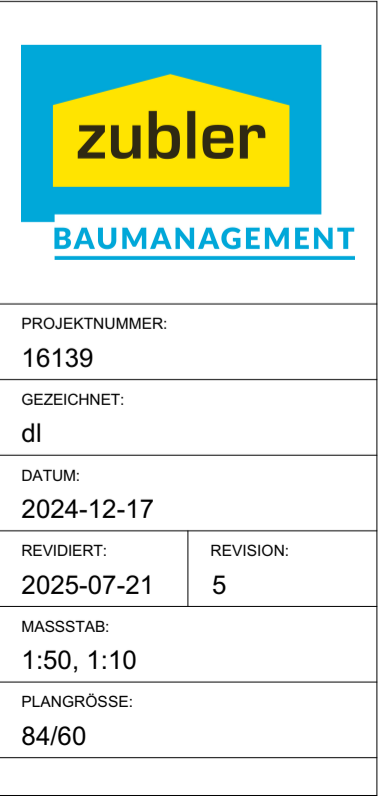 zubler
BAUMANAGEMENT
PROJEKTNUMMER:
16139
GEZEICHNET:
dl
DATUM:
2024-12-17
REVIDIERT:
2025-07-21
REVISION:
5
MASSSTAB:
1:50, 1:10
PLANGRÖSSE:
84/60